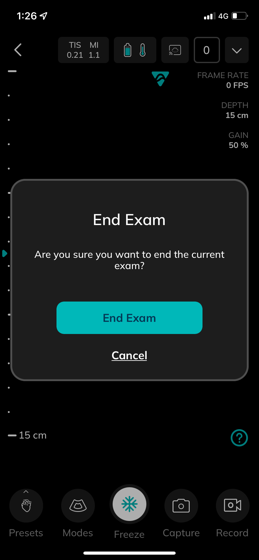 1:26
4G
TIS MI
0.21 1.1
0
FRAME RATE
0 FPS
DEPTH
15 cm
GAIN
50 %
End Exam
Are you sure you want to end the current
exam?
End Exam
Cancel
15 cm
?
Presets Modes Freeze Capture Record